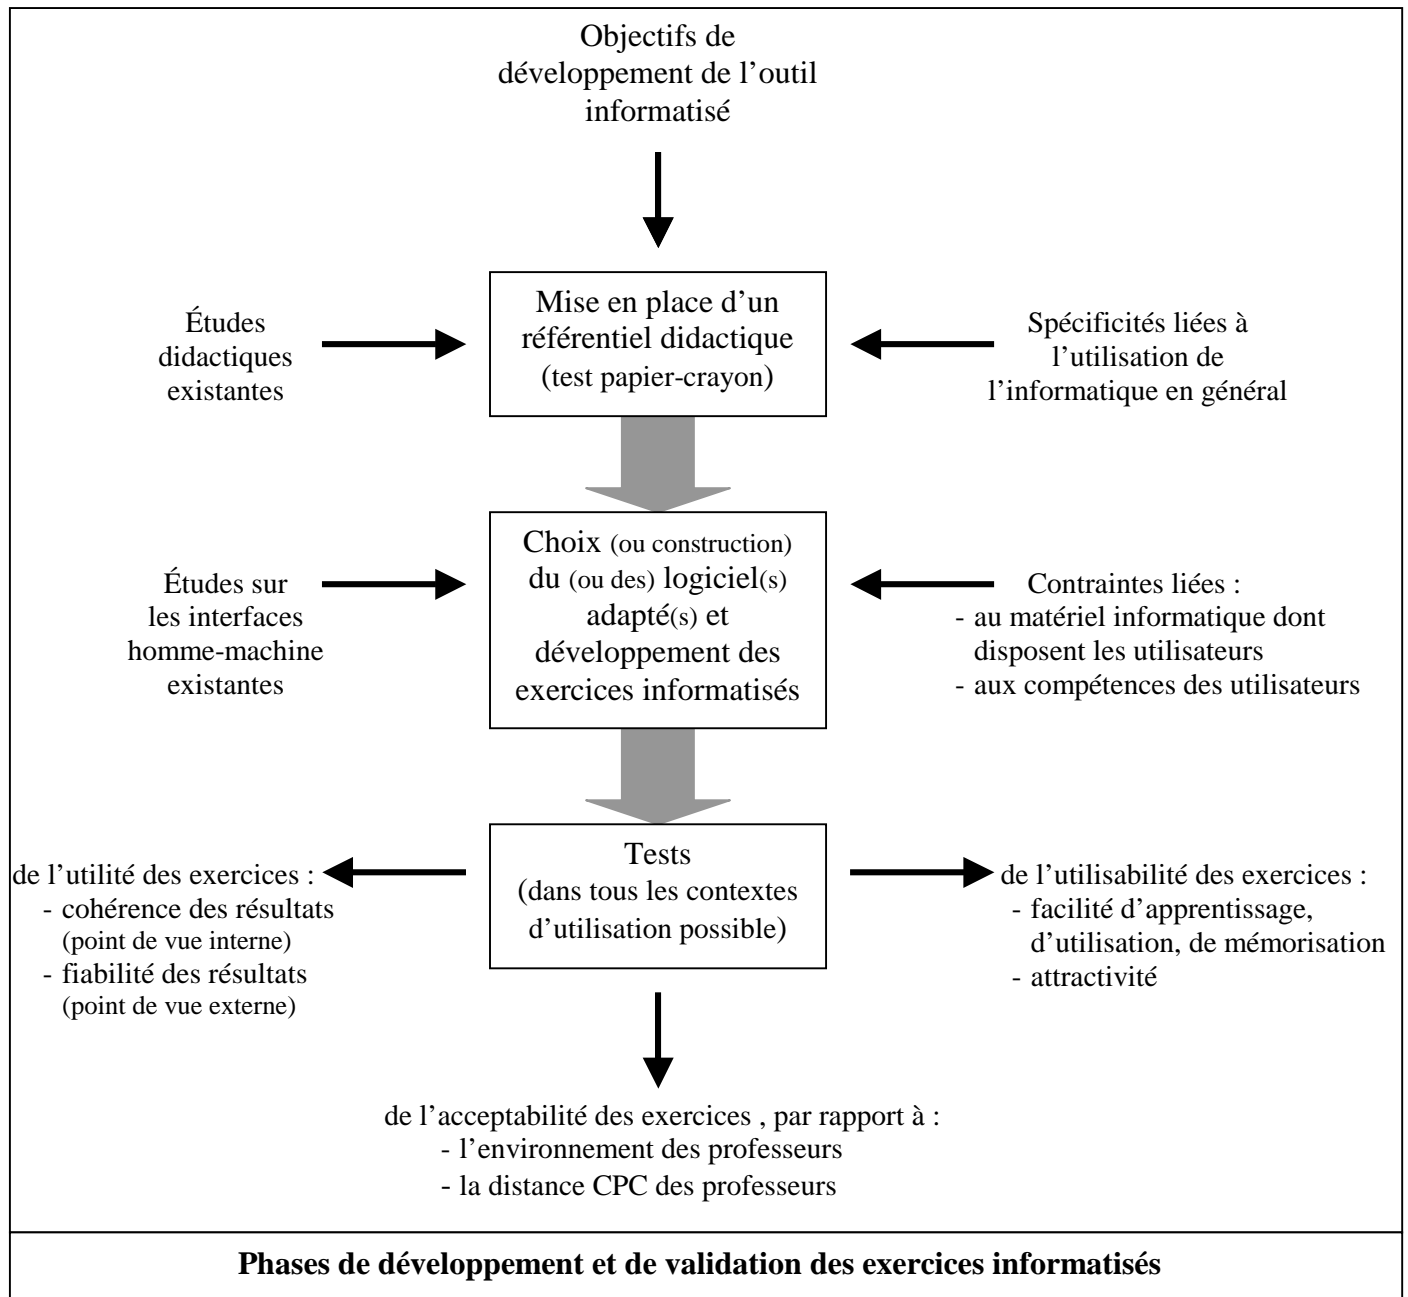 Objectifs de
développement de l’outil
informatisé
Études
didactiques
existantes
Mise en place d’un
référentiel didactique
(test papier-crayon)
Spécificités liées à
l’utilisation de
l’informatique en général
Études sur
les interfaces
homme-machine
existantes
Choix (ou construction)
du (ou des) logiciel(s)
adapté(s) et
développement des
exercices informatisés
Contraintes liées :
- au matériel informatique dont
disposent les utilisateurs
- aux compétences des utilisateurs
de l’utilité des exercices :
- cohérence des résultats
(point de vue interne)
- fiabilité des résultats
(point de vue externe)
Tests
(dans tous les contextes
d’utilisation possible)
de l’utilisabilité des exercices :
- facilité d’apprentissage,
d’utilisation, de mémorisation
- attractivité
de l’acceptabilité des exercices , par rapport à :
- l’environnement des professeurs
- la distance CPC des professeurs
Phases de développement et de validation des exercices informatisés